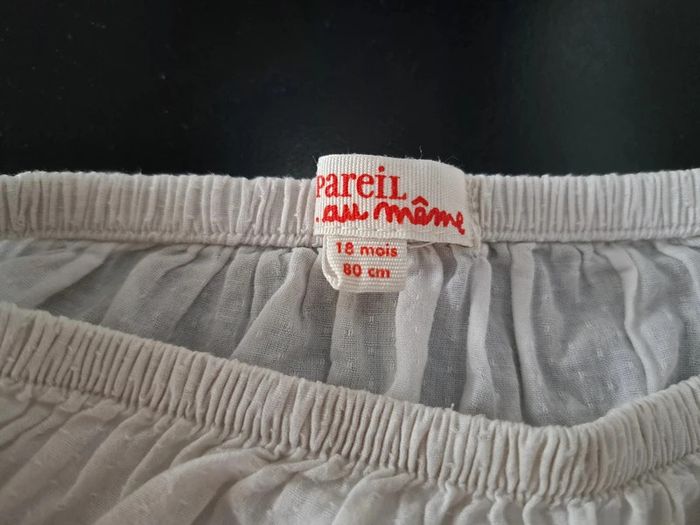 pareiL
. au même
18 mois
80 cm